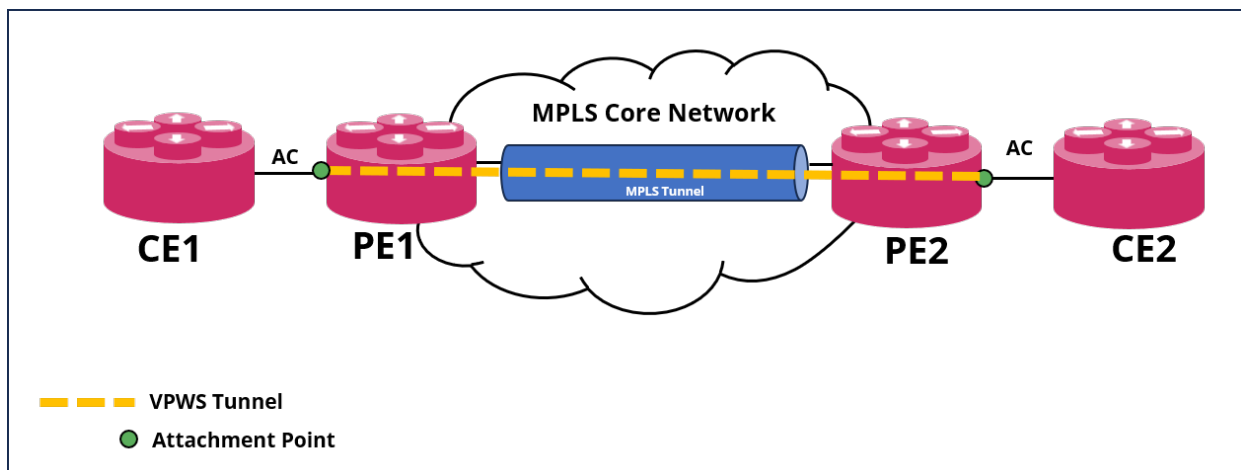 MPLS Core Network
AC
AC
MPLS Tunnel
CE1
PE1
PE2
CE2
VPWS Tunnel
Attachment Point